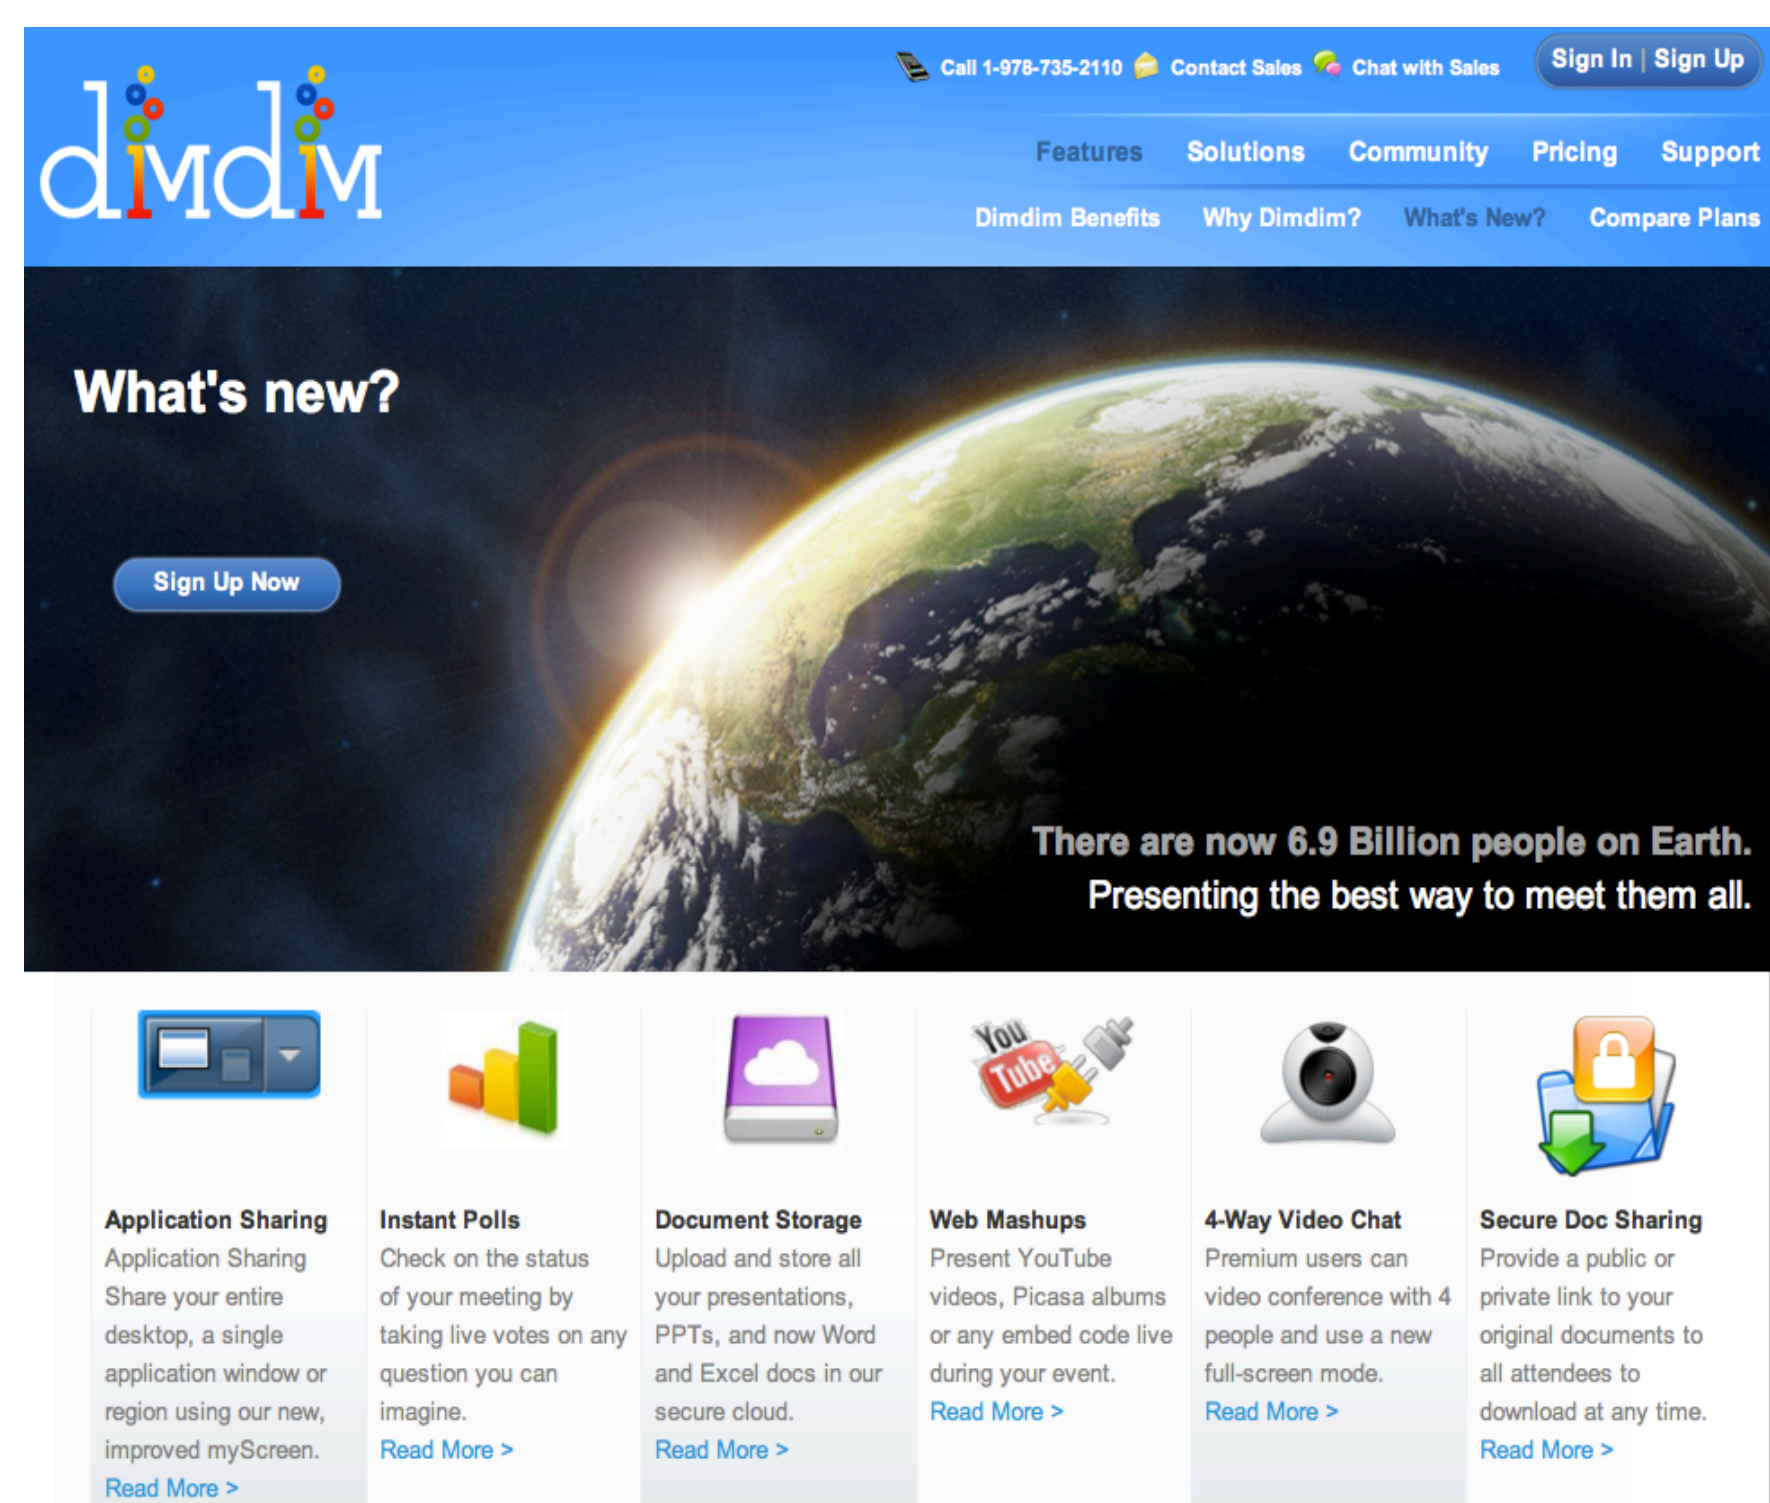 dimdim
Call 1-978-735-2110 Contact Sales Chat with Sales Sign In | Sign Up
Features Solutions Community Pricing Support
Dimdim Benefits Why Dimdim? What's New? Compare Plans
What's new?
Sign Up Now
There are now 6.9 Billion people on Earth.
Presenting the best way to meet them all.
You
Tube
Application Sharing
Application Sharing
Share your entire
desktop, a single
application window or
region using our new,
improved myScreen.
Read More >
Instant Polls
Check on the status
of your meeting by
taking live votes on any
question you can
imagine.
Read More >
Document Storage
Upload and store all
your presentations,
PPTs, and now Word
and Excel docs in our
secure cloud.
Read More >
Web Mashups
Present YouTube
videos, Picasa albums
or any embed code live
during your event.
Read More >
4-Way Video Chat
Premium users can
video conference with 4
people and use a new
full-screen mode.
Read More >
Secure Doc Sharing
Provide a public or
private link to your
original documents to
all attendees to
download at any time.
Read More >